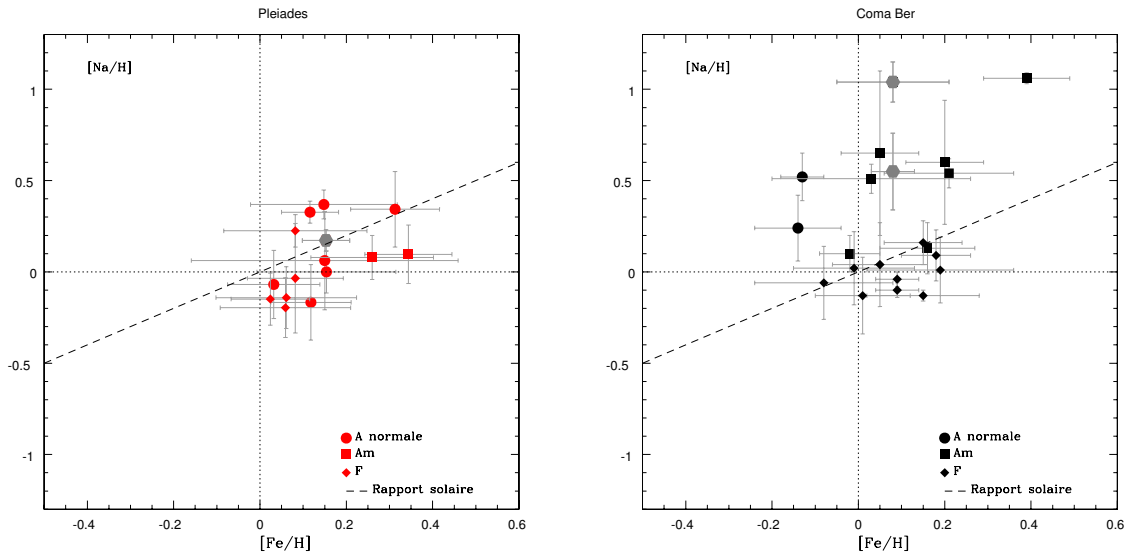 Pleiades
[Na/H]
1
0.5
0
-0.5
-1
A normale
Am
F
Rapport solaire
-0.4
-0.2
0
0.2
0.4
0.6
[Fe/H]
Coma Ber
[Na/H]
1
0.5
0
-0.5
-1
A normale
Am
F
Rapport solaire
-0.4
-0.2
0
0.2
0.4
0.6
[Fe/H]